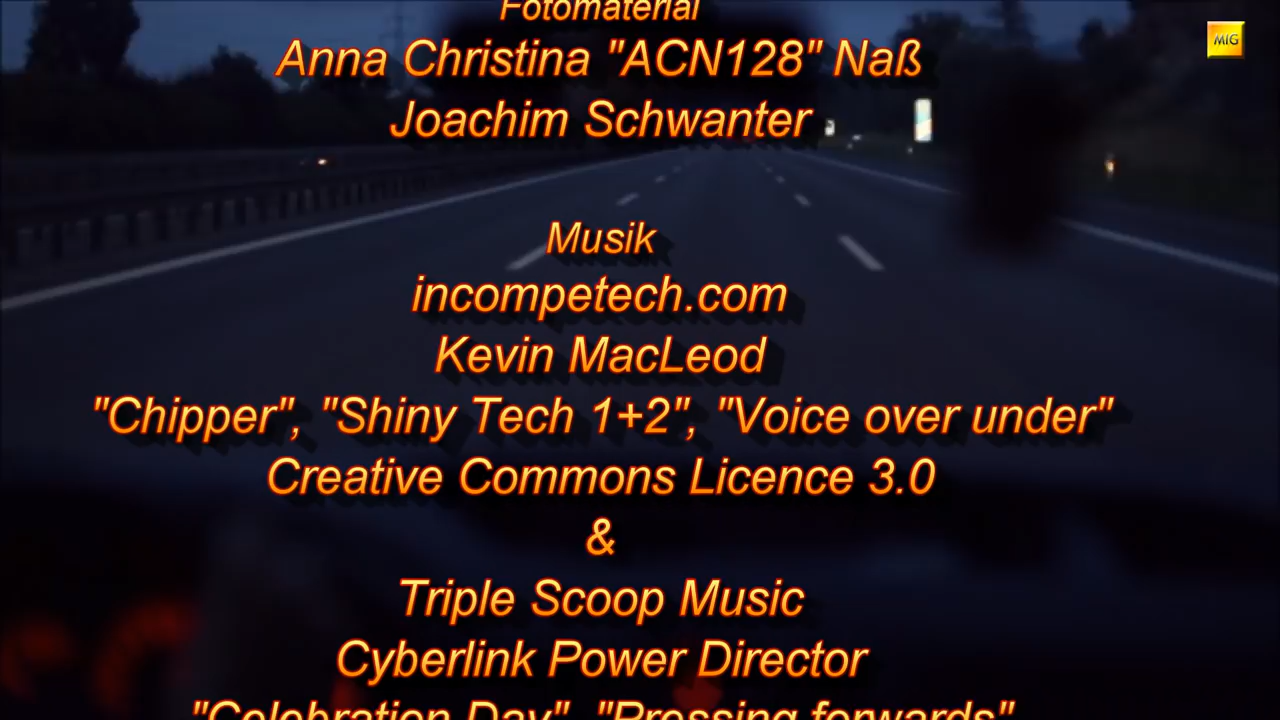 Fotomaterial
Anna Christina "ACN128" Naß
Joachim Schwanter
MIG
Musik
incompetech.com
Kevin MacLeod
"Chipper", "Shiny Tech 1+2", "Voice over under"
Creative Commons Licence 3.0
&
Triple Scoop Music
Cyberlink Power Director
"Celebration Day", "Pressing forwards"